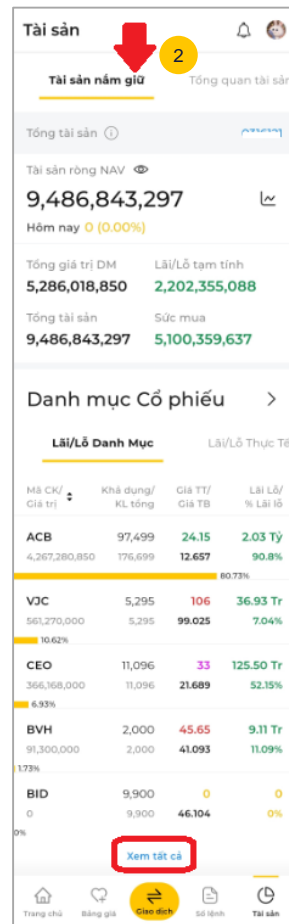 Tài sản
2
Tài sản nắm giữ Tổng quan tài sản
Tổng tài sản
Tài sản ròng NAV
9,486,843,297
Hôm nay 0 (0.00%)
Tổng giá trị DM Lãi/Lỗ tạm tính
5,286,018,850 2,202,355,088
Tổng tài sản Sức mua
9,486,843,297 5,100,359,637
Danh mục Cổ phiếu
Lãi/Lỗ Danh Mục Lãi/Lỗ Thực Tế
Mã CK/ Khả dụng/ Giá TT/ Lãi Lỗ/
Giá trị KL tổng Giá TB % Lãi lỗ
ACB 97,499 24.15 2.03 Tỷ
4,267,280,850 176,699 12.657 90.8%
80.73%
VJC 5,295 106 36.93 Tr
561,270,000 5,295 99.025 7.04%
10.62%
CEO 11,096 33 125.50 Tr
366,168,000 11,096 21.689 52.15%
6.93%
BVH 2,000 45.65 9.11 Tr
91,300,000 2,000 41.093 11.09%
1.73%
BID 9,900 0 0
0 9,900 46.104 0%
0%
Xem tất cả
Trang chủ Bảng giá Giao dịch Sổ lệnh Tài sản